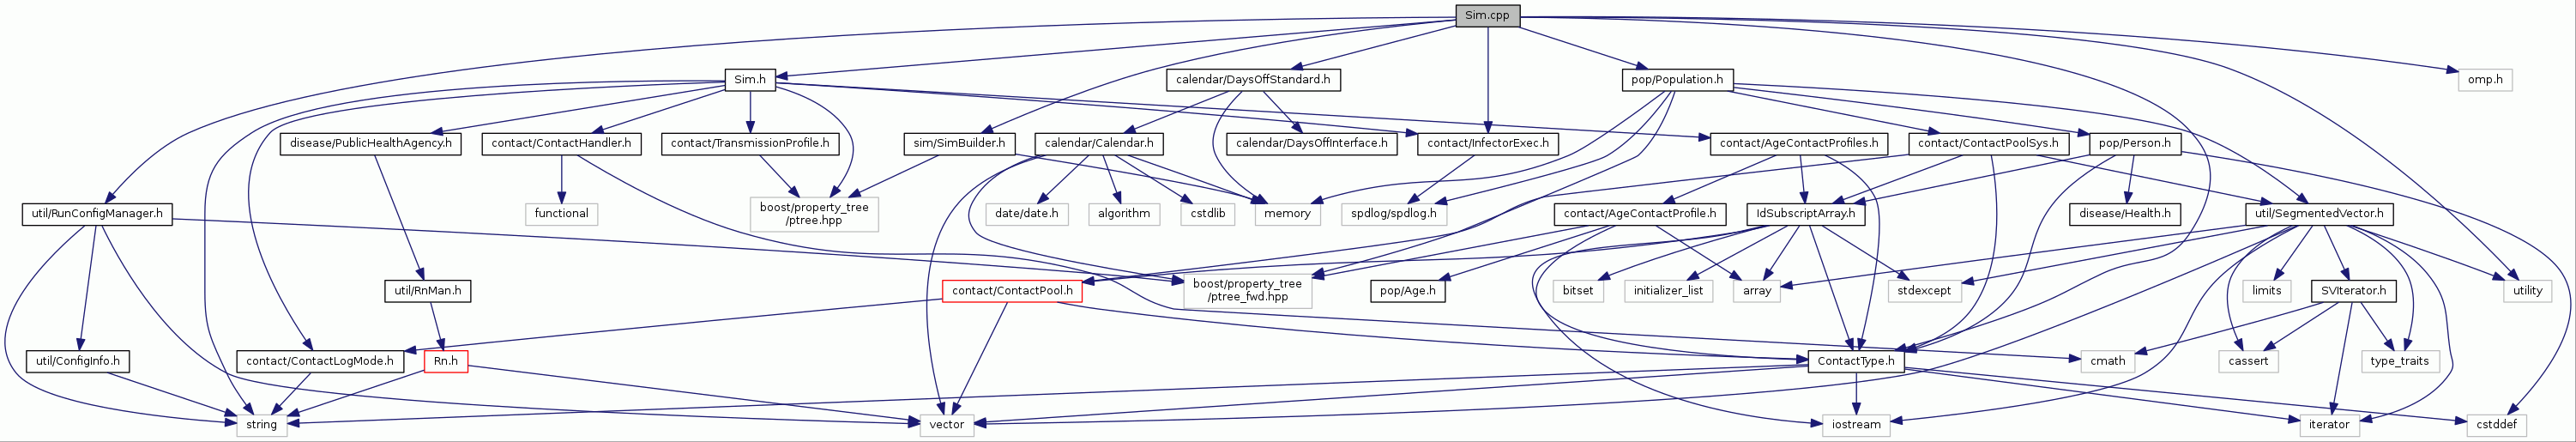 Sim.cpp
Sim.h
calendar/DaysOffStandard.h
pop/Population.h
omp.h
disease/PublicHealthAgency.h
contact/ContactHandler.h
contact/TransmissionProfile.h
sim/SimBuilder.h
calendar/Calendar.h
calendar/DaysOffInterface.h
contact/InfectorExec.h
contact/AgeContactProfiles.h
contact/ContactPoolSys.h
pop/Person.h
util/RunConfigManager.h
functional
boost/property_tree
/ptree.hpp
date/date.h
algorithm
cstdlib
memory
spdlog/spdlog.h
contact/AgeContactProfile.h
IdSubscriptArray.h
disease/Health.h
util/SegmentedVector.h
util/RnMan.h
contact/ContactPool.h
boost/property_tree
/ptree_fwd.hpp
pop/Age.h
bitset
initializer_list
array
stdexcept
limits
SVIterator.h
utility
util/ConfigInfo.h
contact/ContactLogMode.h
Rn.h
ContactType.h
cmath
cassert
type_traits
string
vector
iostream
iterator
cstddef